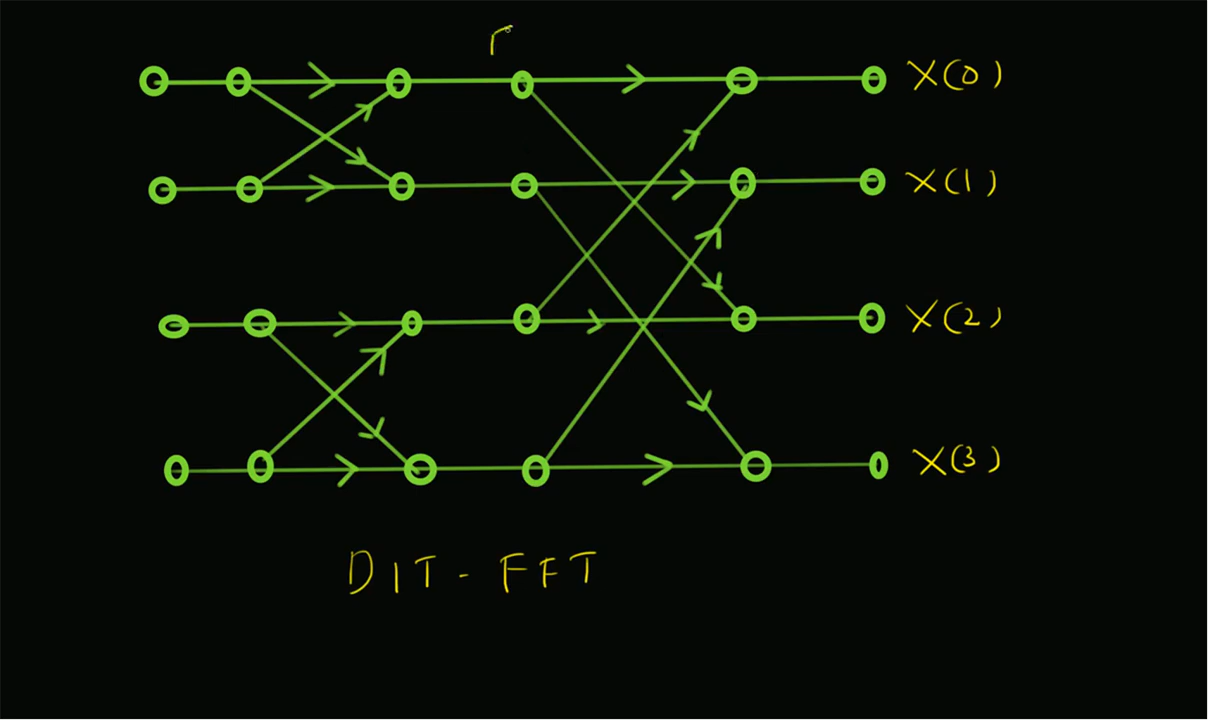 X(0)
X(1)
X(2)
X(3)
DIT - FFT